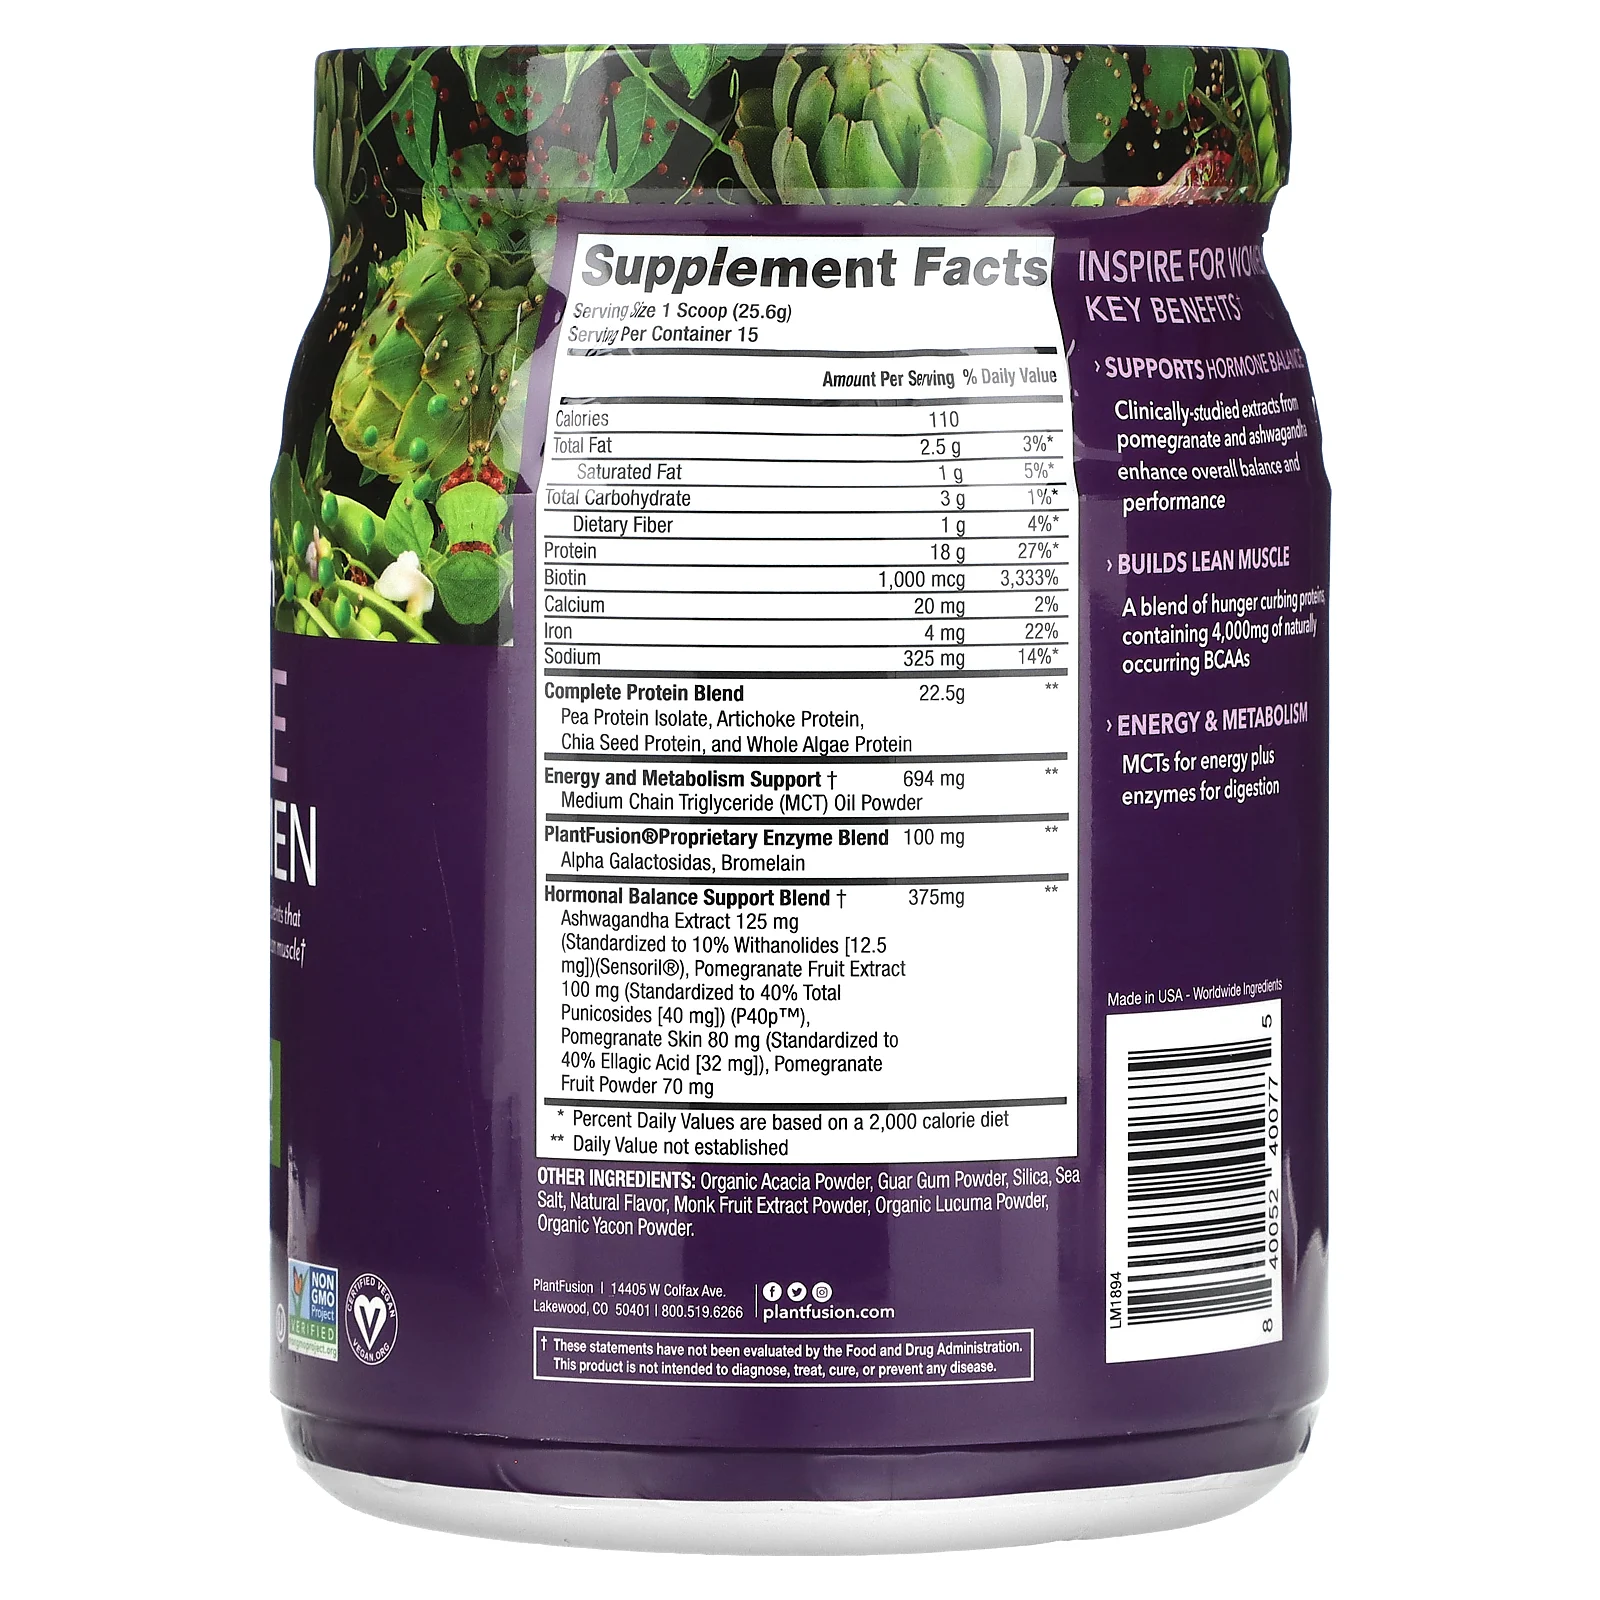 Supplement Facts
Serving Size 1 Scoop (25.6g)
Serving Per Container 15
Amount Per Serving % Daily Value
Calories 110
Total Fat 2.5 g 3%*
Saturated Fat 1 g 5%*
Total Carbohydrate 3 g 1%*
Dietary Fiber 1 g 4%*
Protein 18 g 27%*
Biotin 1,000 mcg 3,333%
Calcium 20 mg 2%
Iron 4 mg 22%
Sodium 325 mg 14%*
Complete Protein Blend 22.5g **
Pea Protein Isolate, Artichoke Protein,
Chia Seed Protein, and Whole Algae Protein
Energy and Metabolism Support † 694 mg **
Medium Chain Triglyceride (MCT) Oil Powder
PlantFusion®Proprietary Enzyme Blend 100 mg **
Alpha Galactosidas, Bromelain
Hormonal Balance Support Blend † 375mg **
Ashwagandha Extract 125 mg
(Standardized to 10% Withanolides [12.5
mg])(Sensoril®), Pomegranate Fruit Extract
100 mg (Standardized to 40% Total
Punicosides [40 mg]) (P40p™),
Pomegranate Skin 80 mg (Standardized to
40% Ellagic Acid [32 mg]), Pomegranate
Fruit Powder 70 mg
* Percent Daily Values are based on a 2,000 calorie diet
** Daily Value not established
OTHER INGREDIENTS: Organic Acacia Powder, Guar Gum Powder, Silica, Sea
Salt, Natural Flavor, Monk Fruit Extract Powder, Organic Lucuma Powder,
Organic Yacon Powder.
PlantFusion | 14405 W Colfax Ave.
Lakewood, CO 50401 | 800.519.6266
plantfusion.com
† These statements have not been evaluated by the Food and Drug Administration.
This product is not intended to diagnose, treat, cure, or prevent any disease.
INSPIRE FOR WOMEN
KEY BENEFITS†
› SUPPORTS HORMONE BALANCE
Clinically-studied extracts from
pomegranate and ashwagandha
enhance overall balance and
performance
› BUILDS LEAN MUSCLE
A blend of hunger curbing proteins,
containing 4,000mg of naturally
occurring BCAAs
› ENERGY & METABOLISM
MCTs for energy plus
enzymes for digestion
Made in USA - Worldwide Ingredients
LM1894
8 40052 40077 5
E
EN
that
muscle†
NON
GMO
Project
VERIFIED
CERTIFIED VEGAN
VEGAN.ORG